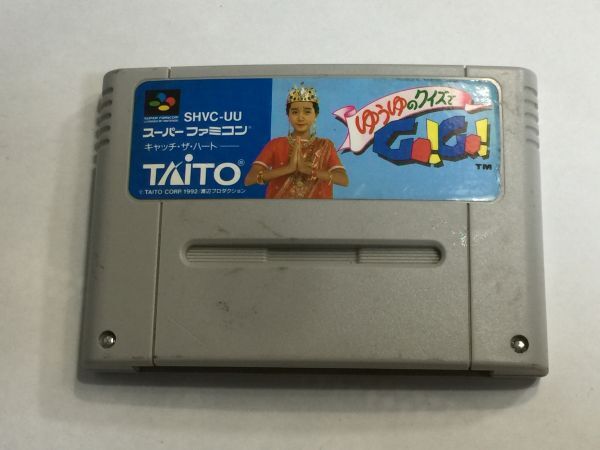 SUPER FAMICOM
SHVC-UU
スーパーファミコン
キャッチ・ザ・ハート
TAITO®
© TAITO CORP. 1992/渡辺プロダクション
ゆうゆのクイズで
GO!GO!
TM